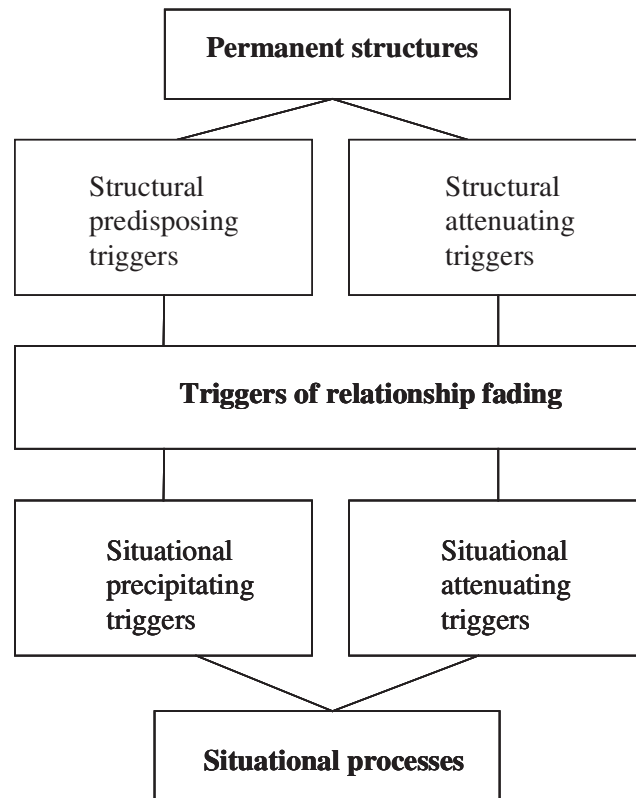 Permanent structures
Structural
predisposing
triggers
Structural
attenuating
triggers
Triggers of relationship fading
Situational
precipitating
triggers
Situational
attenuating
triggers
Situational processes